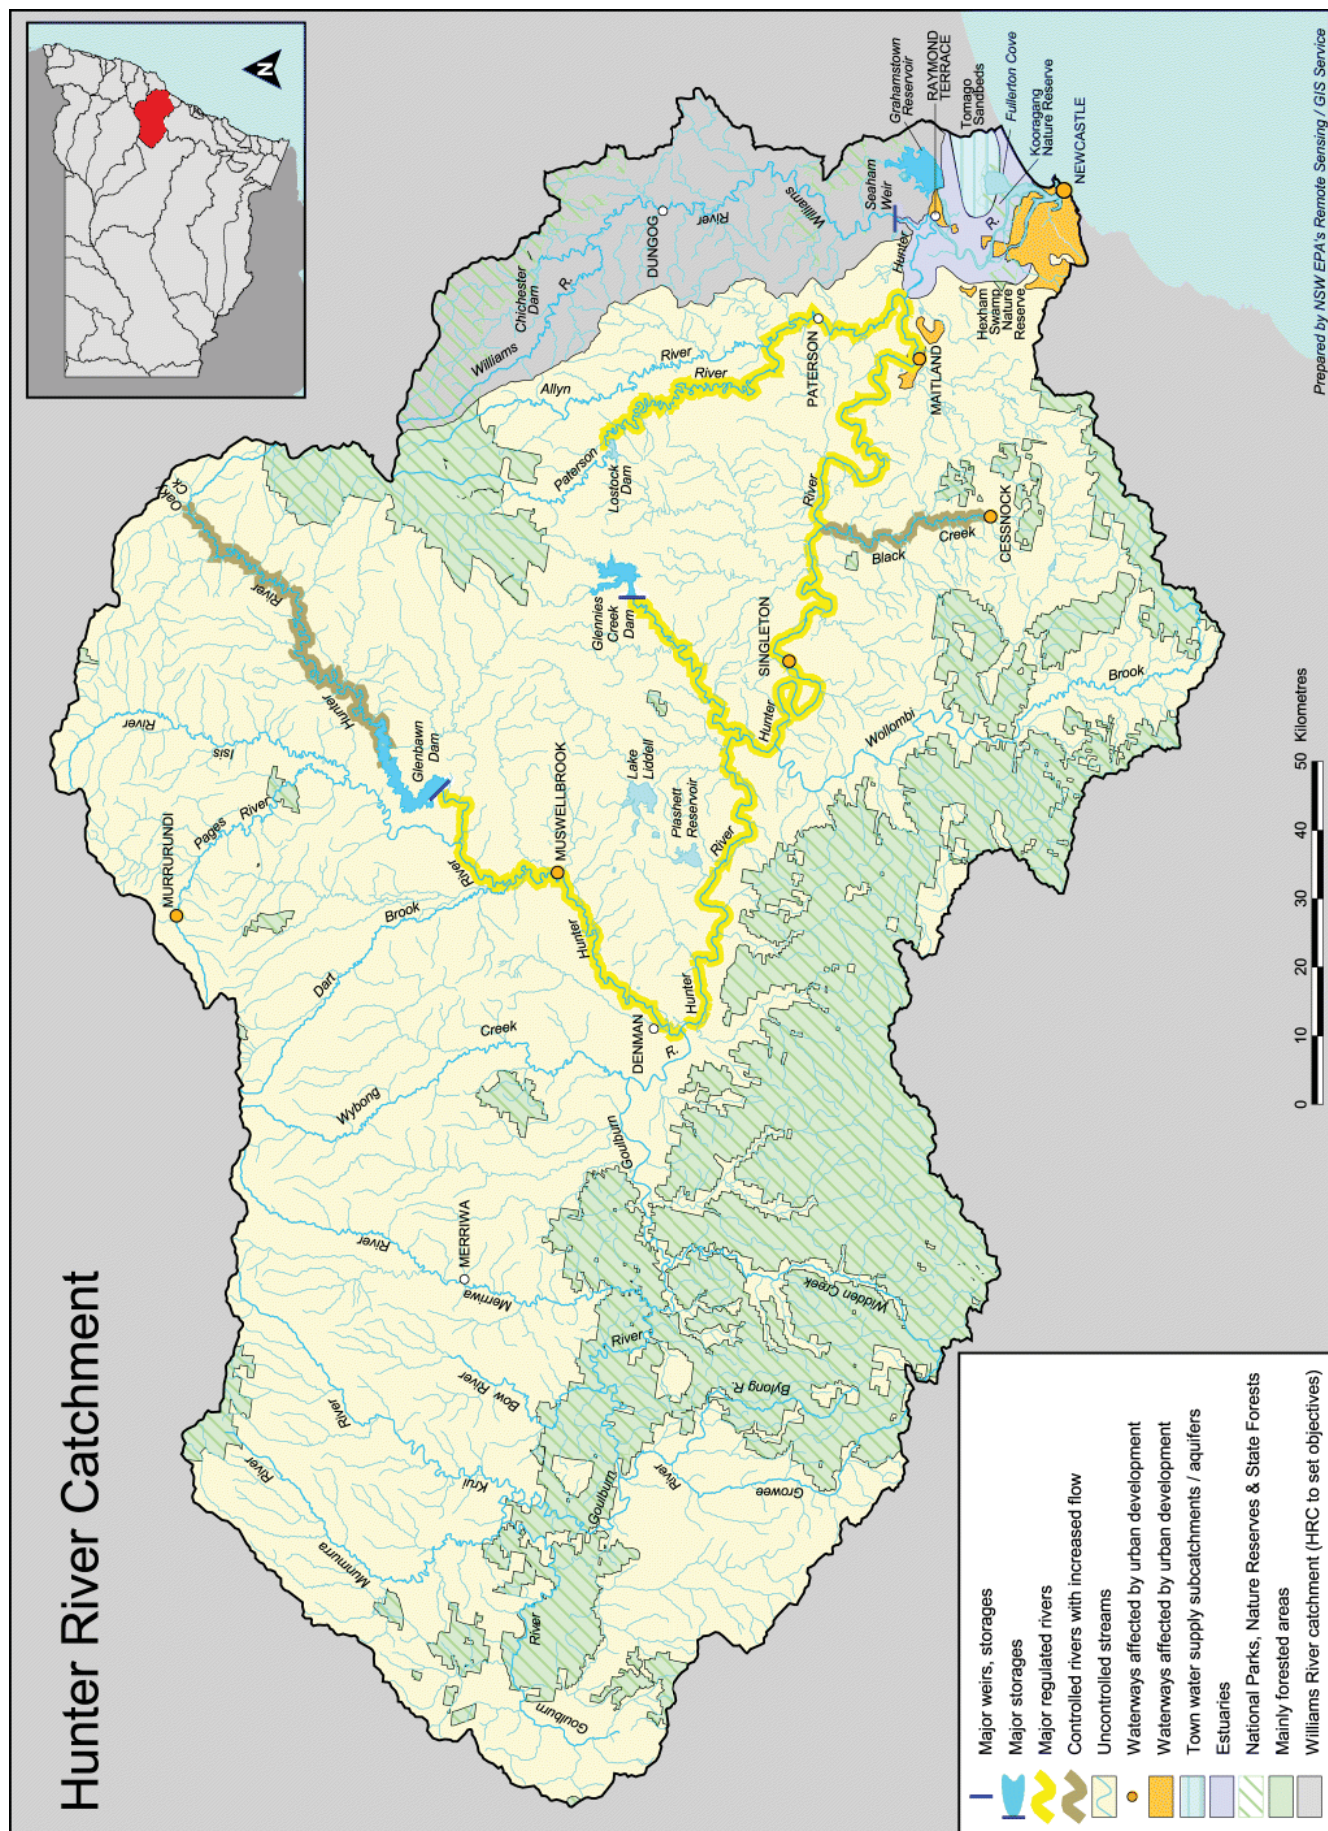 Hunter River Catchment
N
MURRURUNDI
Pages
River
Isis
River
Oaky
Ck
River
Hunter
Glenbawn
Dam
River
Dart
Brook
MUSWELLBROOK
Hunter
Wybong
Creek
DENMAN
R.
Hunter
River
Goulburn
Merriwa
River
MERRIWA
Bow River
Krui
River
Munmurra
River
Goulburn
River
Goulburn
River
Growee
River
Bylong R.
Widden Creek
Lake
Liddell
Plashett
Reservoir
Glennies
Creek
Dam
Hunter
SINGLETON
Wollombi
Brook
River
Black
Creek
CESSNOCK
Paterson
Lostock
Dam
River
Allyn
River
PATERSON
MAITLAND
Williams
R.
Chichester
Dam
DUNGOG
River
Williams
Seaham
Weir
Hunter
R.
Grahamstown
Reservoir
RAYMOND
TERRACE
Tomago
Sandbeds
Fullerton Cove
Kooragang
Nature Reserve
NEWCASTLE
Hexham
Swamp
Nature
Reserve
Major weirs, storages
Major storages
Major regulated rivers
Controlled rivers with increased flow
Uncontrolled streams
Waterways affected by urban development
Waterways affected by urban development
Town water supply subcatchments / aquifers
Estuaries
National Parks, Nature Reserves & State Forests
Mainly forested areas
Williams River catchment (HRC to set objectives)
0 10 20 30 40 50 Kilometres
Prepared by NSW EPA's Remote Sensing / GIS Service